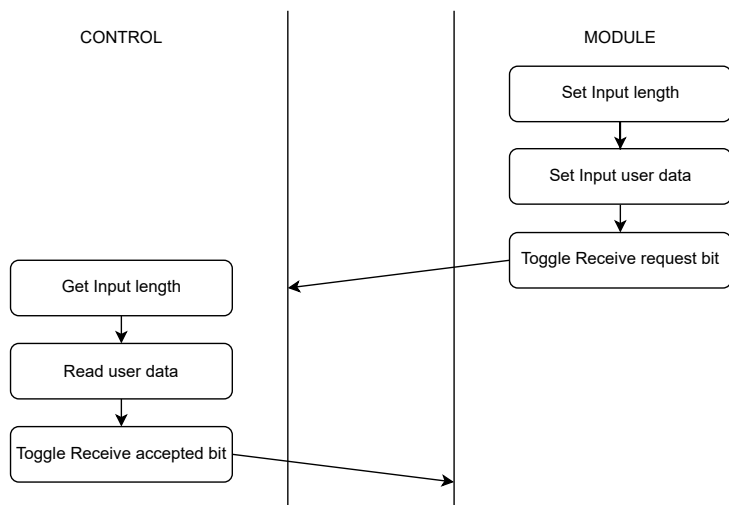 CONTROL
MODULE
Set Input length
Set Input user data
Toggle Receive request bit
Get Input length
Read user data
Toggle Receive accepted bit